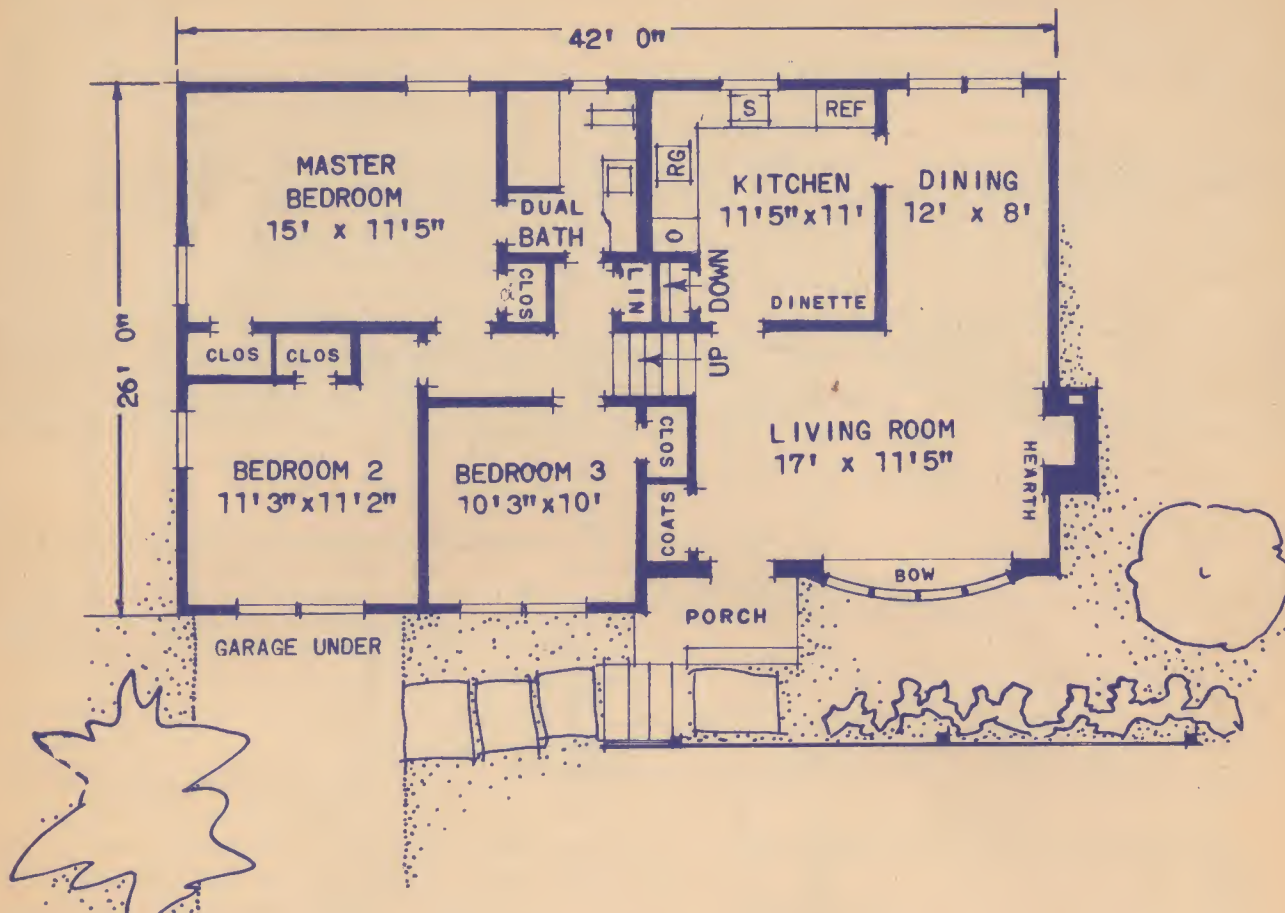 42' 0"
26' 0"
MASTER
BEDROOM
15' x 11'5"
DUAL
BATH
S
REF
RG
O
KITCHEN
11'5"x11'
DINETTE
DINING
12' x 8'
CLOS
LIN
DOWN
UP
CLOS
CLOS
BEDROOM 2
11'3"x11'2"
BEDROOM 3
10'3"x10'
CLOS
COATS
LIVING ROOM
17' x 11'5"
HEARTH
BOW
PORCH
GARAGE UNDER